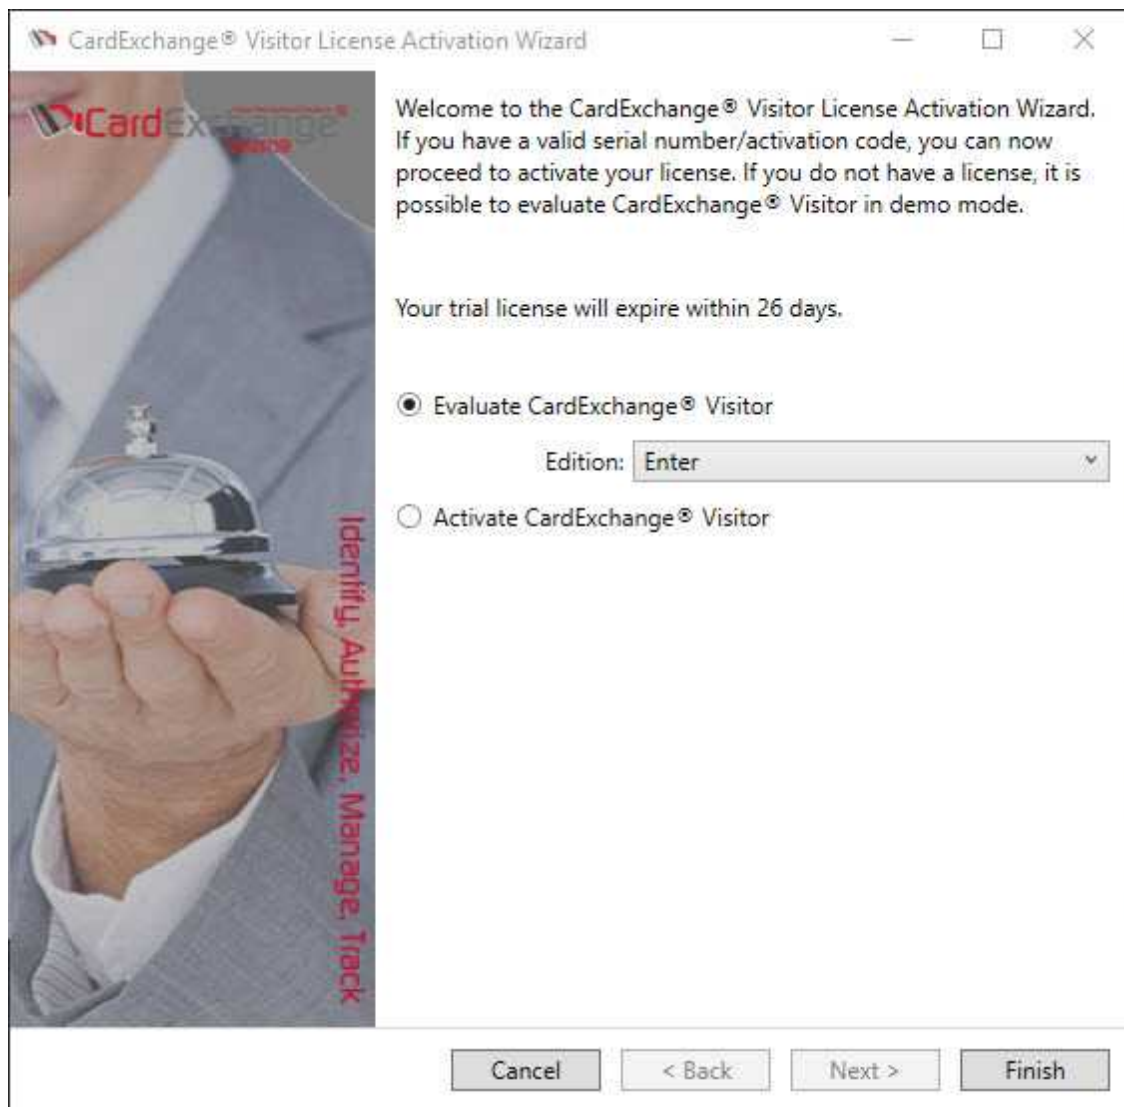 CardExchange® Visitor License Activation Wizard
CardExchange®
Welcome to the CardExchange® Visitor License Activation Wizard.
If you have a valid serial number/activation code, you can now
proceed to activate your license. If you do not have a license, it is
possible to evaluate CardExchange® Visitor in demo mode.
Your trial license will expire within 26 days.
Evaluate CardExchange® Visitor
Edition: Enter
Activate CardExchange® Visitor
Identify, Authorize, Manage, Track
Cancel
< Back
Next >
Finish